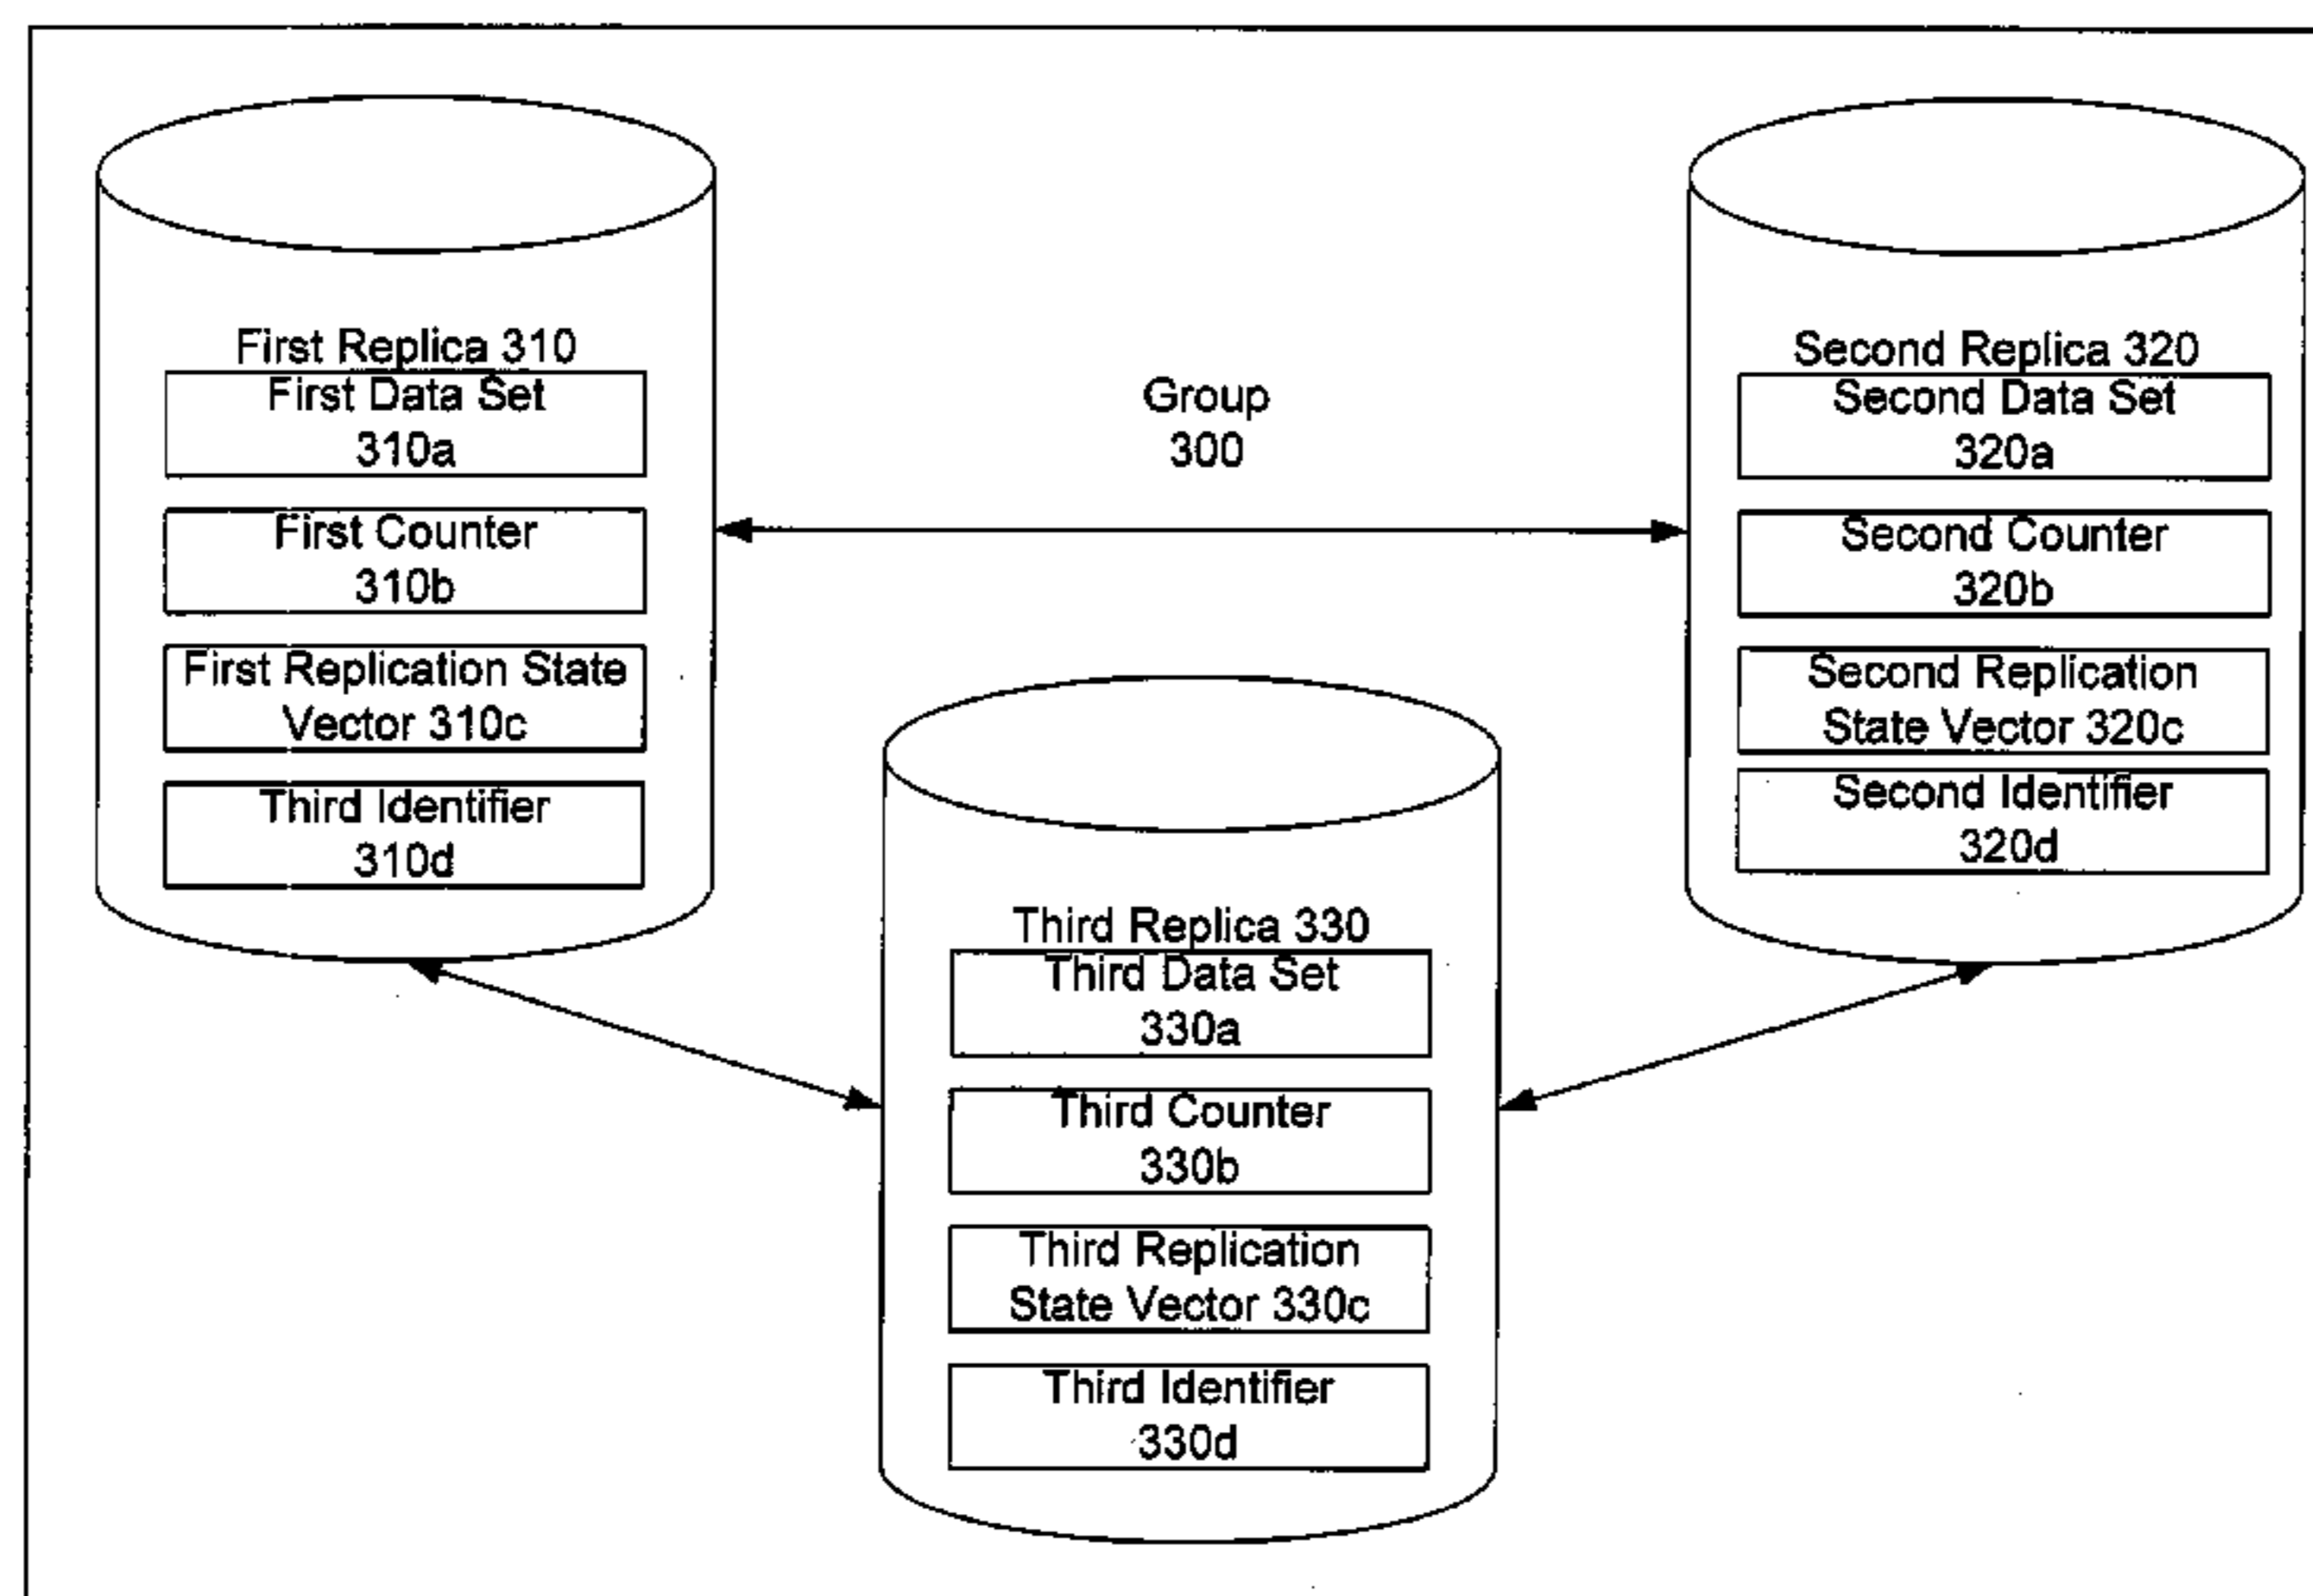 First Replica 310
First Data Set
310a
First Counter
310b
First Replication State
Vector 310c
Third Identifier
310d
Group
300
Second Replica 320
Second Data Set
320a
Second Counter
320b
Second Replication
State Vector 320c
Second Identifier
320d
Third Replica 330
Third Data Set
330a
Third Counter
330b
Third Replication
State Vector 330c
Third Identifier
330d